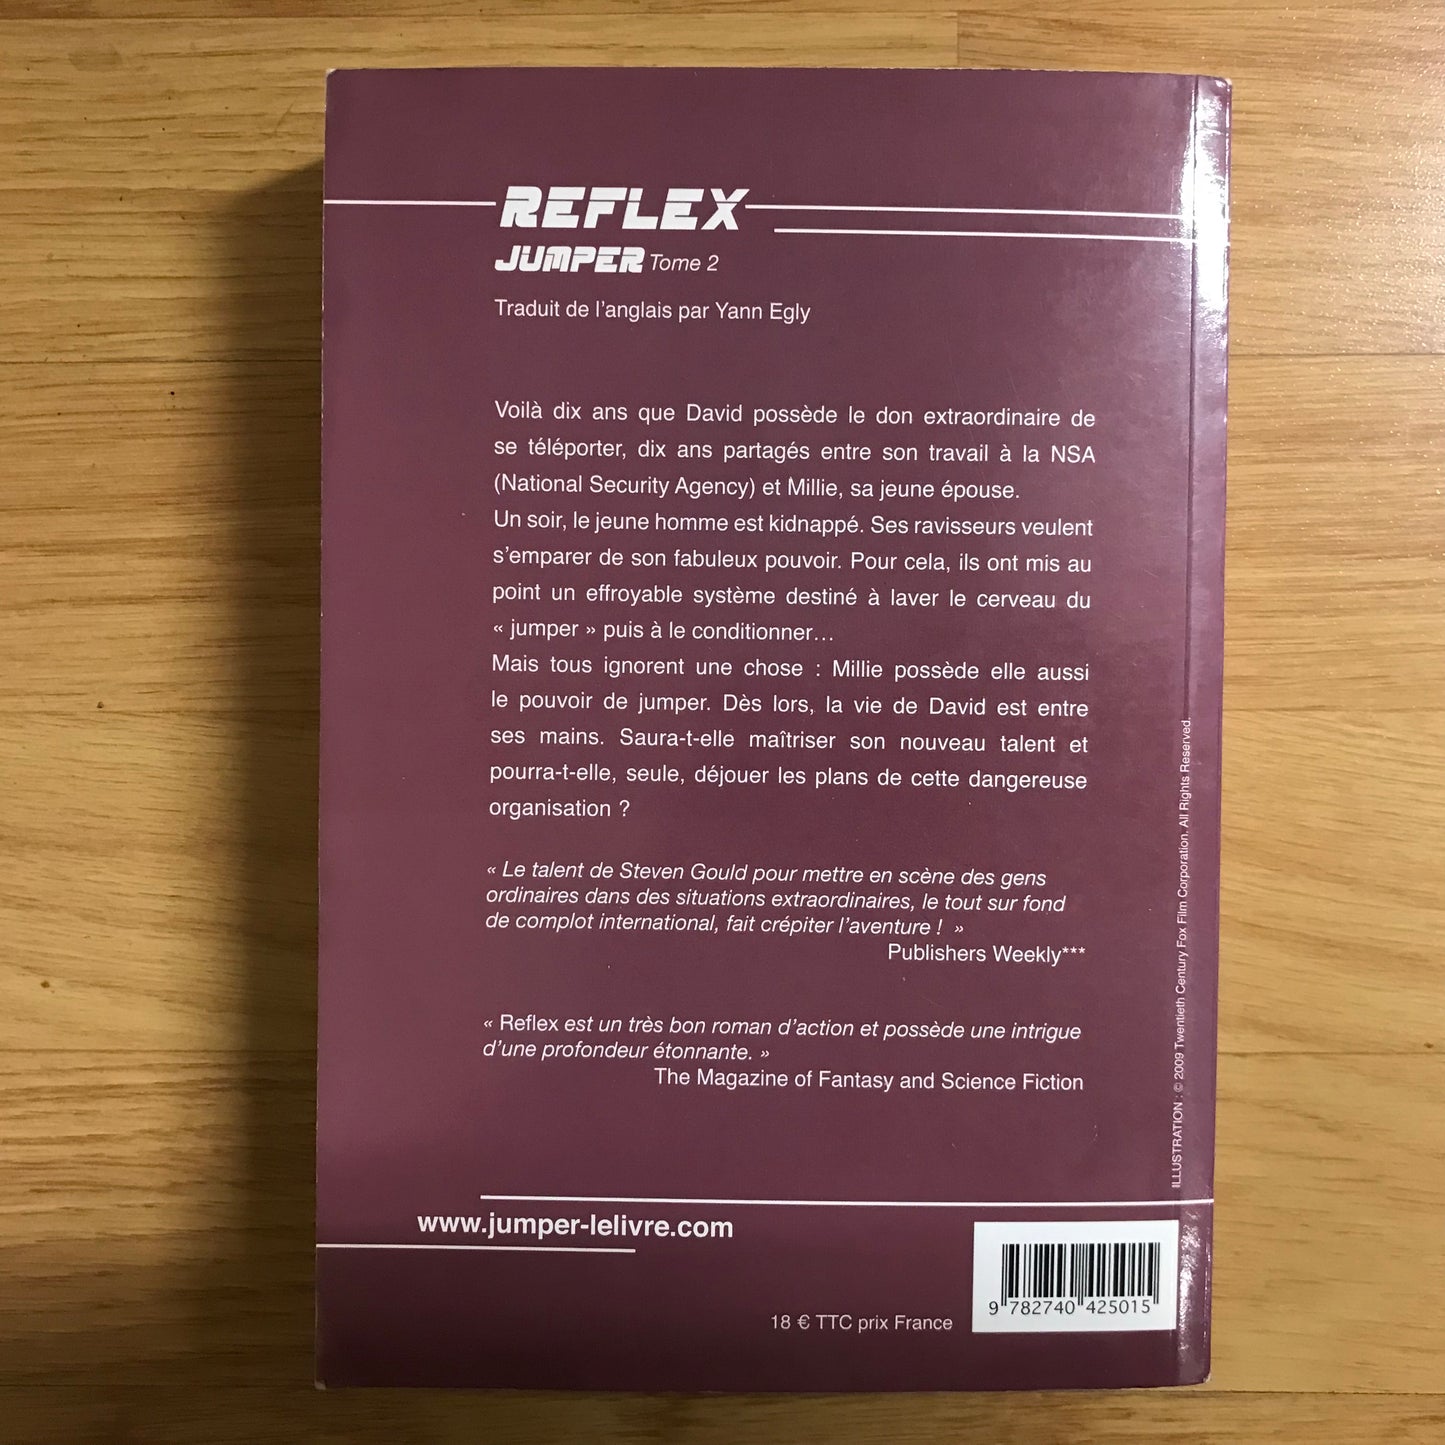 REFLEX
JUMPER Tome 2
Traduit de l'anglais par Yann Egly
Voilà dix ans que David possède le don extraordinaire de
se téléporter, dix ans partagés entre son travail à la NSA
(National Security Agency) et Millie, sa jeune épouse.
Un soir, le jeune homme est kidnappé. Ses ravisseurs veulent
s'emparer de son fabuleux pouvoir. Pour cela, ils ont mis au
point un effroyable système destiné à laver le cerveau du
« jumper » puis à le conditionner…
Mais tous ignorent une chose : Millie possède elle aussi
le pouvoir de jumper. Dès lors, la vie de David est entre
ses mains. Saura-t-elle maîtriser son nouveau talent et
pourra-t-elle, seule, déjouer les plans de cette dangereuse
organisation ?
« Le talent de Steven Gould pour mettre en scène des gens
ordinaires dans des situations extraordinaires, le tout sur fond
de complot international, fait crépiter l'aventure ! »
Publishers Weekly***
« Reflex est un très bon roman d'action et possède une intrigue
d'une profondeur étonnante. »
The Magazine of Fantasy and Science Fiction
ILLUSTRATION : © 2009 Twentieth Century Fox Film Corporation. All Rights Reserved.
www.jumper-lelivre.com
18 € TTC prix France
9 782740 425015